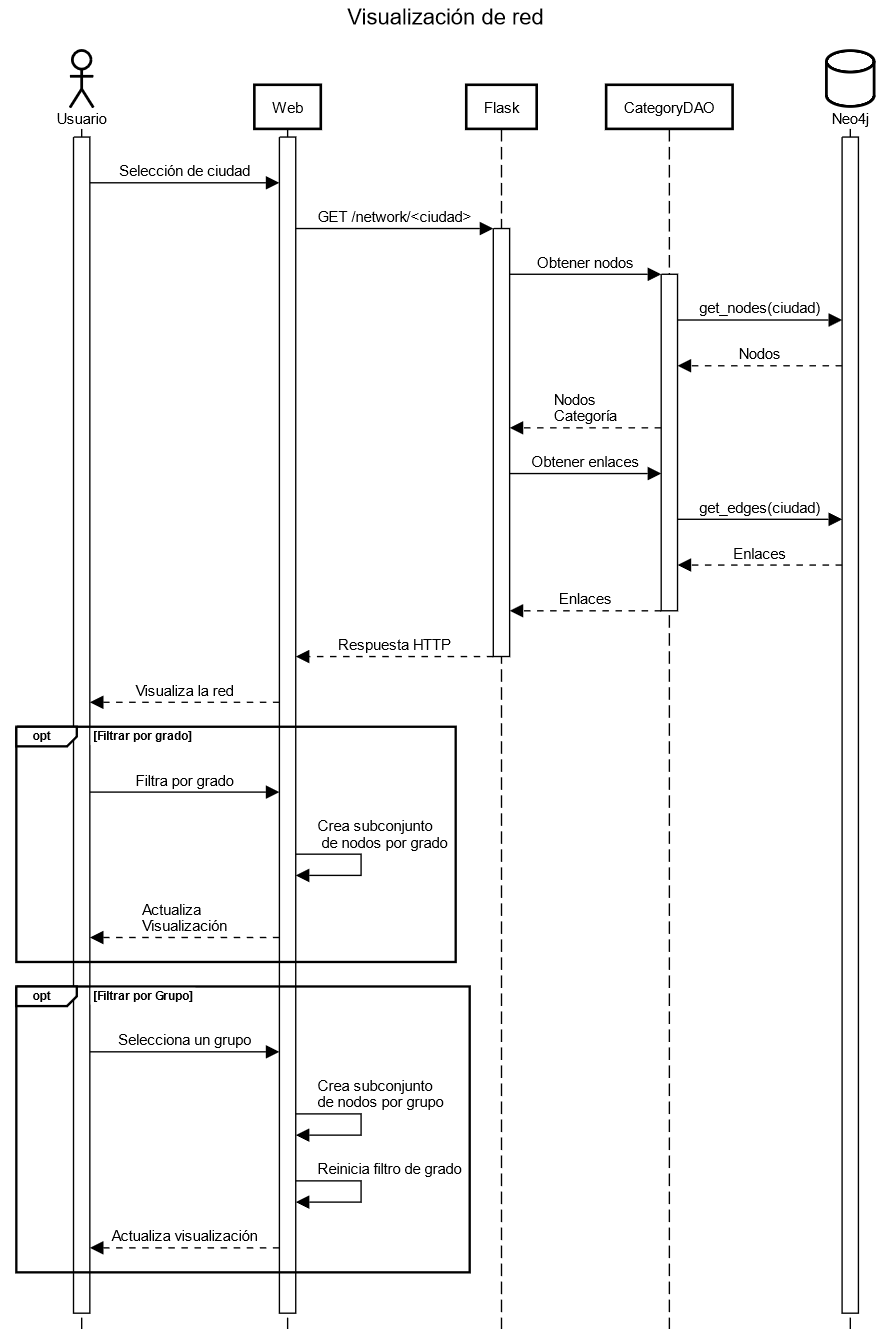 Visualización de red
Usuario
Web
Flask
CategoryDAO
Neo4j
Selección de ciudad
GET /network/<ciudad>
Obtener nodos
get_nodes(ciudad)
Nodos
Nodos
Categoría
Obtener enlaces
get_edges(ciudad)
Enlaces
Enlaces
Respuesta HTTP
Visualiza la red
opt [Filtrar por grado]
Filtra por grado
Crea subconjunto
de nodos por grado
Actualiza
Visualización
opt [Filtrar por Grupo]
Selecciona un grupo
Crea subconjunto
de nodos por grupo
Reinicia filtro de grado
Actualiza visualización